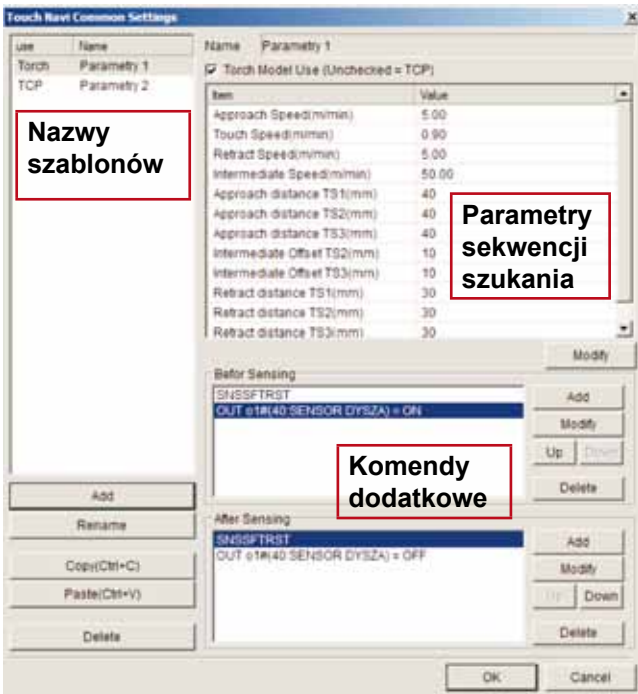 Touch Navi Common Settings
use Name
Torch Parametry 1
TCP Parametry 2
Nazwy
szablonów
Add
Rename
Copy(Ctrl+C)
Paste(Ctrl+V)
Delete
Name Parametry 1
Torch Model Use (Unchecked = TCP)
Item Value
Approach Speed(m/min) 5.00
Touch Speed(m/min) 0.90
Retract Speed(m/min) 5.00
Intermediate Speed(m/min) 50.00
Approach distance TS1(mm) 40
Approach distance TS2(mm) 40
Approach distance TS3(mm) 40
Intermediate Offset TS2(mm) 10
Intermediate Offset TS3(mm) 10
Retract distance TS1(mm) 30
Retract distance TS2(mm) 30
Retract distance TS3(mm) 30
Parametry
sekwencji
szukania
Modify
Befor Sensing
SNSSFTRST
OUT o1#(40:SENSOR DYSZA) = ON
Add
Modify
Up Down
Delete
Komendy
dodatkowe
After Sensing
SNSSFTRST
OUT o1#(40:SENSOR DYSZA) = OFF
Add
Modify
Up Down
Delete
OK Cancel